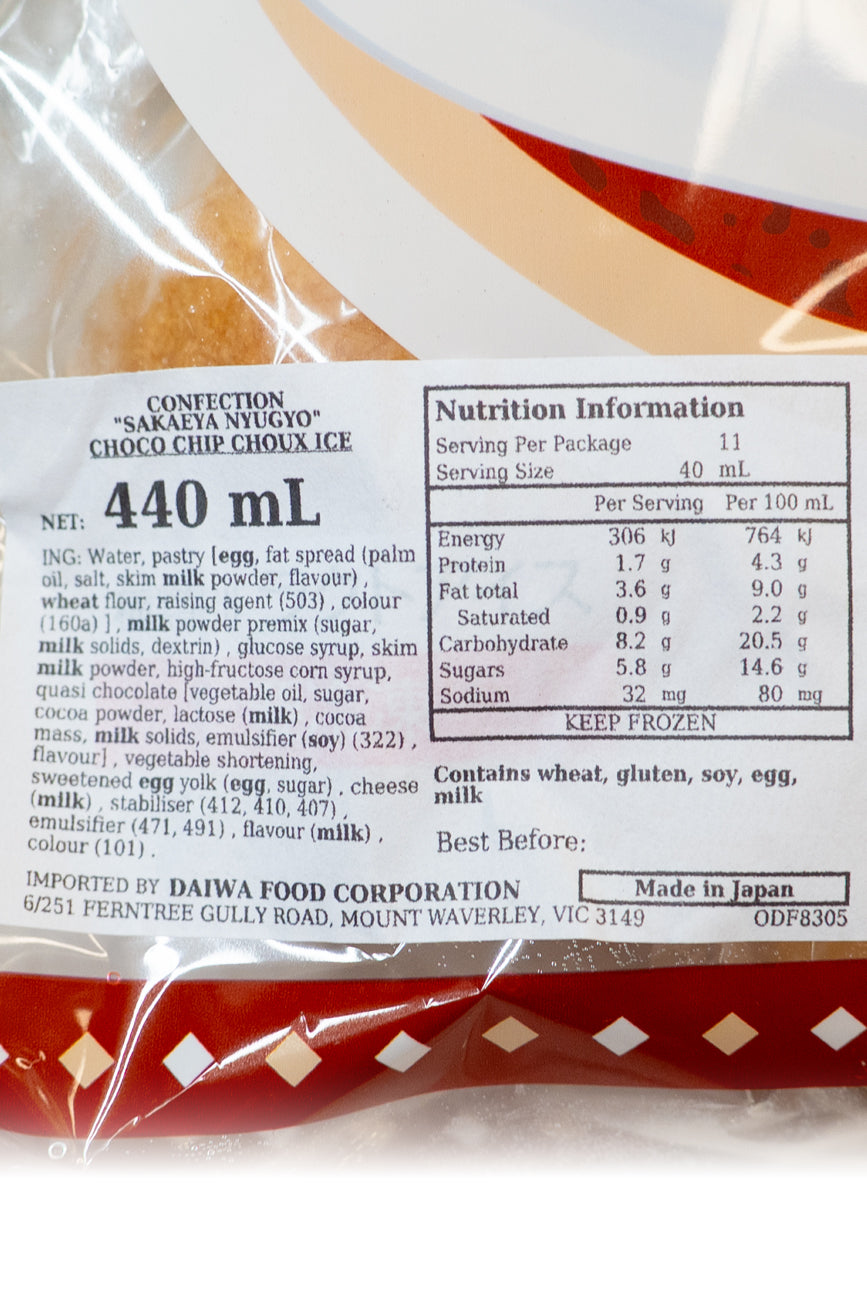 CONFECTION
"SAKAEYA NYUGYO"
CHOCO CHIP CHOUX ICE
NET: 440 mL
ING: Water, pastry [egg, fat spread (palm
oil, salt, skim milk powder, flavour) ,
wheat flour, raising agent (503) , colour
(160a) ] , milk powder premix (sugar,
milk solids, dextrin) , glucose syrup, skim
milk powder, high-fructose corn syrup,
quasi chocolate [vegetable oil, sugar,
cocoa powder, lactose (milk) , cocoa
mass, milk solids, emulsifier (soy) (322) ,
flavour] , vegetable shortening,
sweetened egg yolk (egg, sugar) , cheese
(milk) , stabiliser (412, 410, 407) ,
emulsifier (471, 491) , flavour (milk) ,
colour (101) .
Nutrition Information
Serving Per Package 11
Serving Size 40 mL
Per Serving Per 100 mL
Energy 306 kJ 764 kJ
Protein 1.7 g 4.3 g
Fat total 3.6 g 9.0 g
Saturated 0.9 g 2.2 g
Carbohydrate 8.2 g 20.5 g
Sugars 5.8 g 14.6 g
Sodium 32 mg 80 mg
KEEP FROZEN
Contains wheat, gluten, soy, egg,
milk
Best Before:
Made in Japan
IMPORTED BY DAIWA FOOD CORPORATION
6/251 FERNTREE GULLY ROAD, MOUNT WAVERLEY, VIC 3149
ODF8305